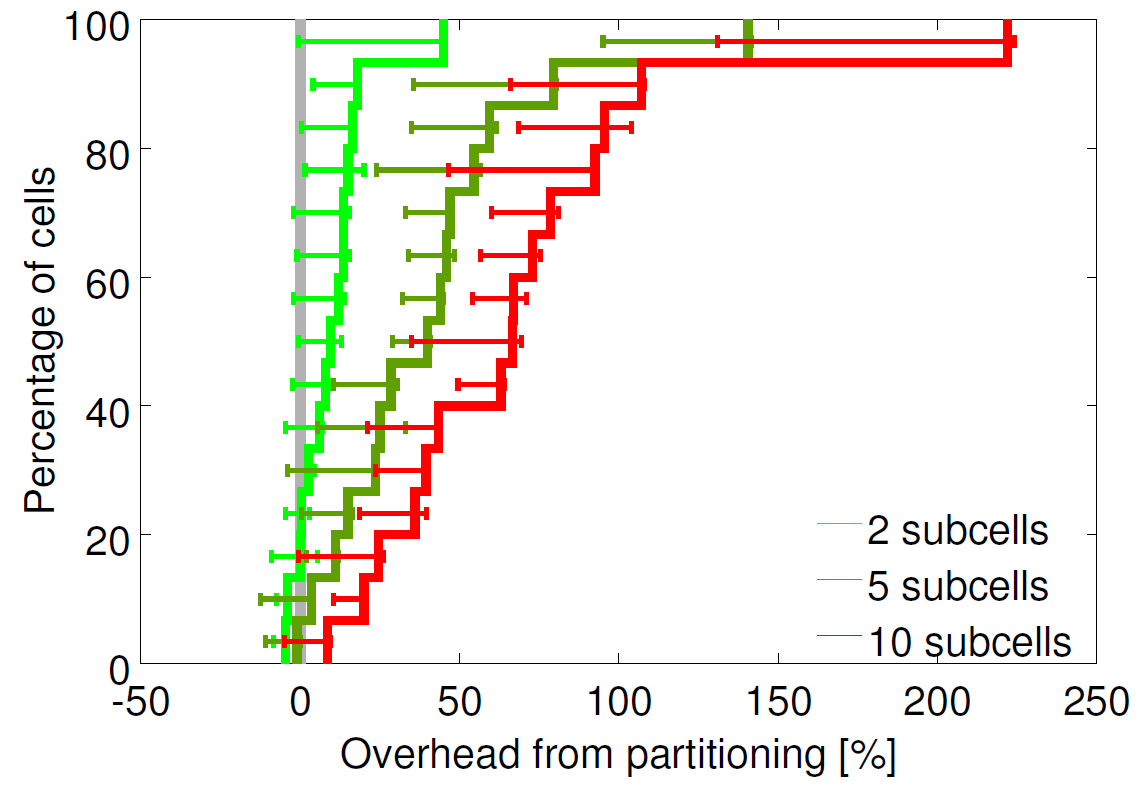 100
80
60
40
20
0
Percentage of cells
2 subcells
5 subcells
10 subcells
-50 0 50 100 150 200 250
Overhead from partitioning [%]